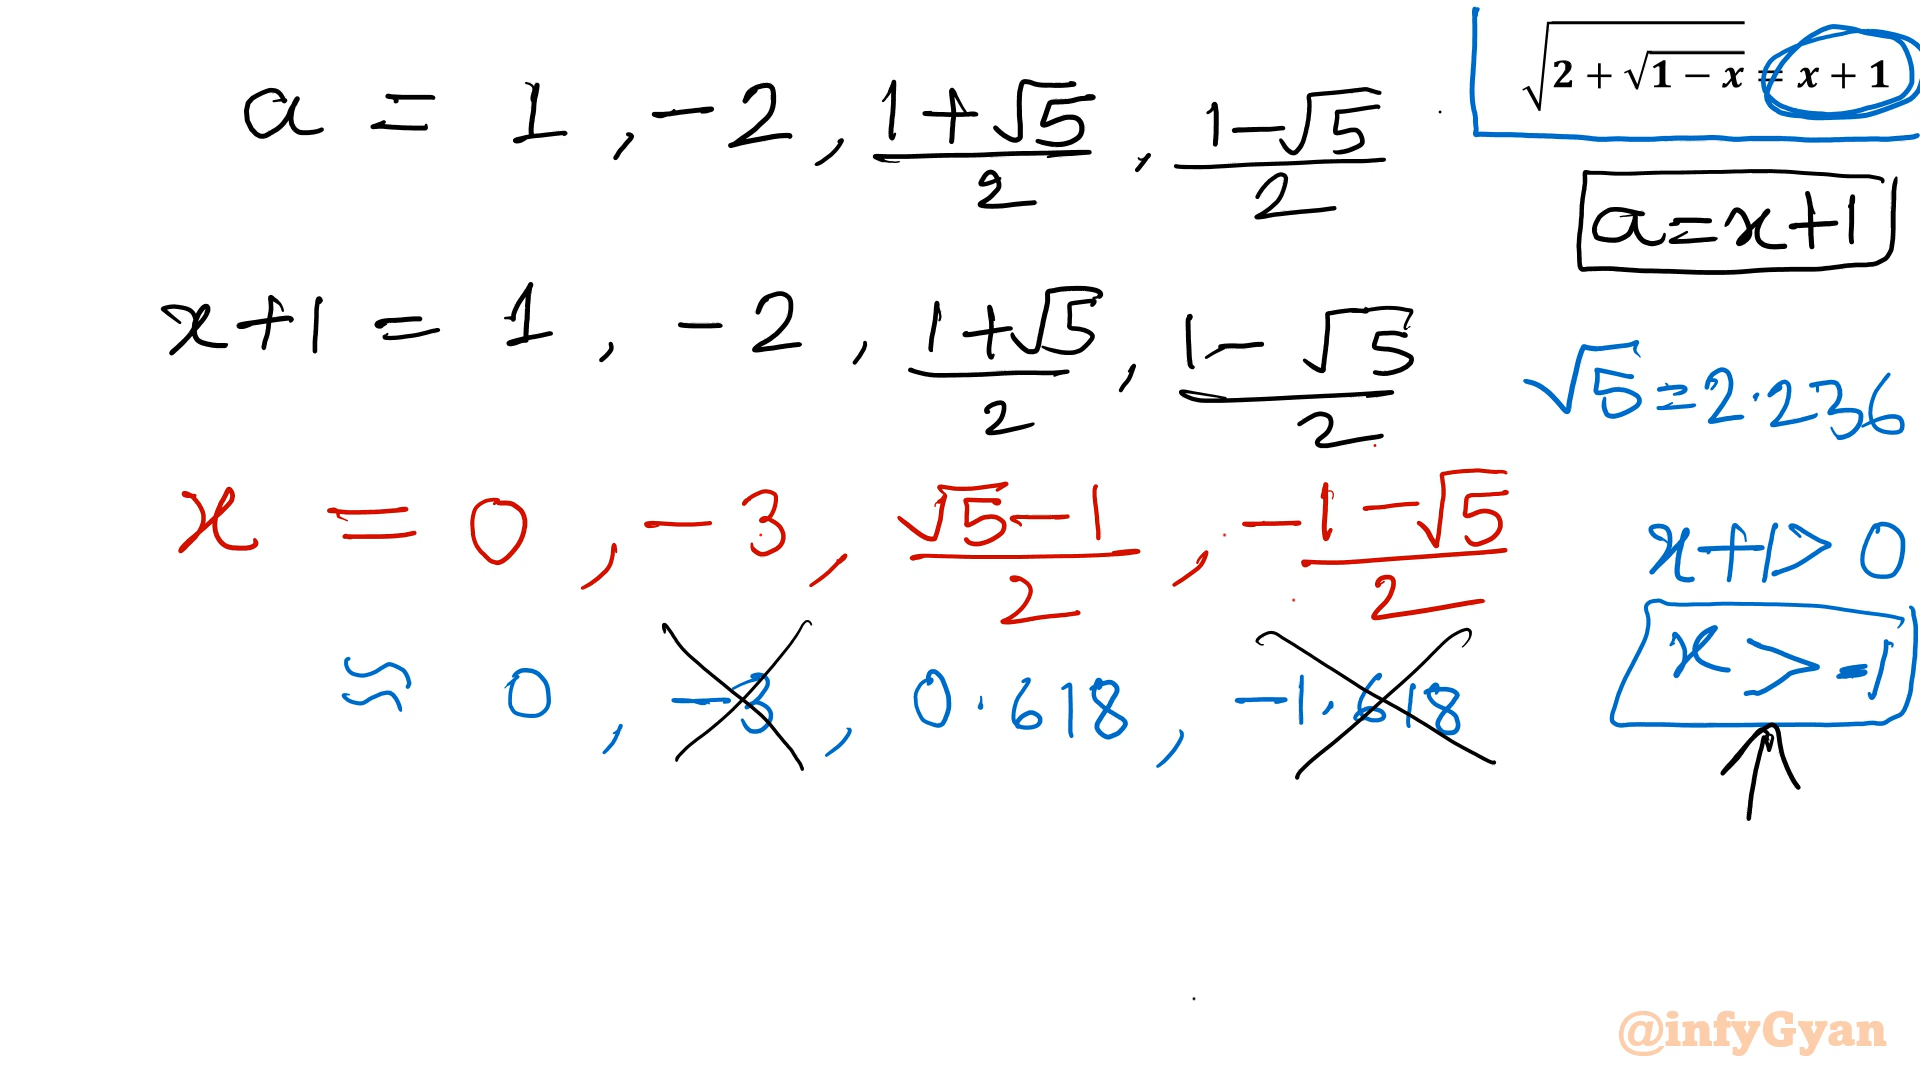 √(2 + √(1 − x)) = x + 1
a = 1 , −2 , (1+√5)/2 , (1−√5)/2
a=x+1
x+1 = 1 , −2 , (1+√5)/2 , (1−√5)/2
√5=2.236
x = 0 , −3 , (√5−1)/2 , (−1−√5)/2
x+1> 0
≈ 0 , −3 , 0.618 , −1.618
x > −1
@infyGyan